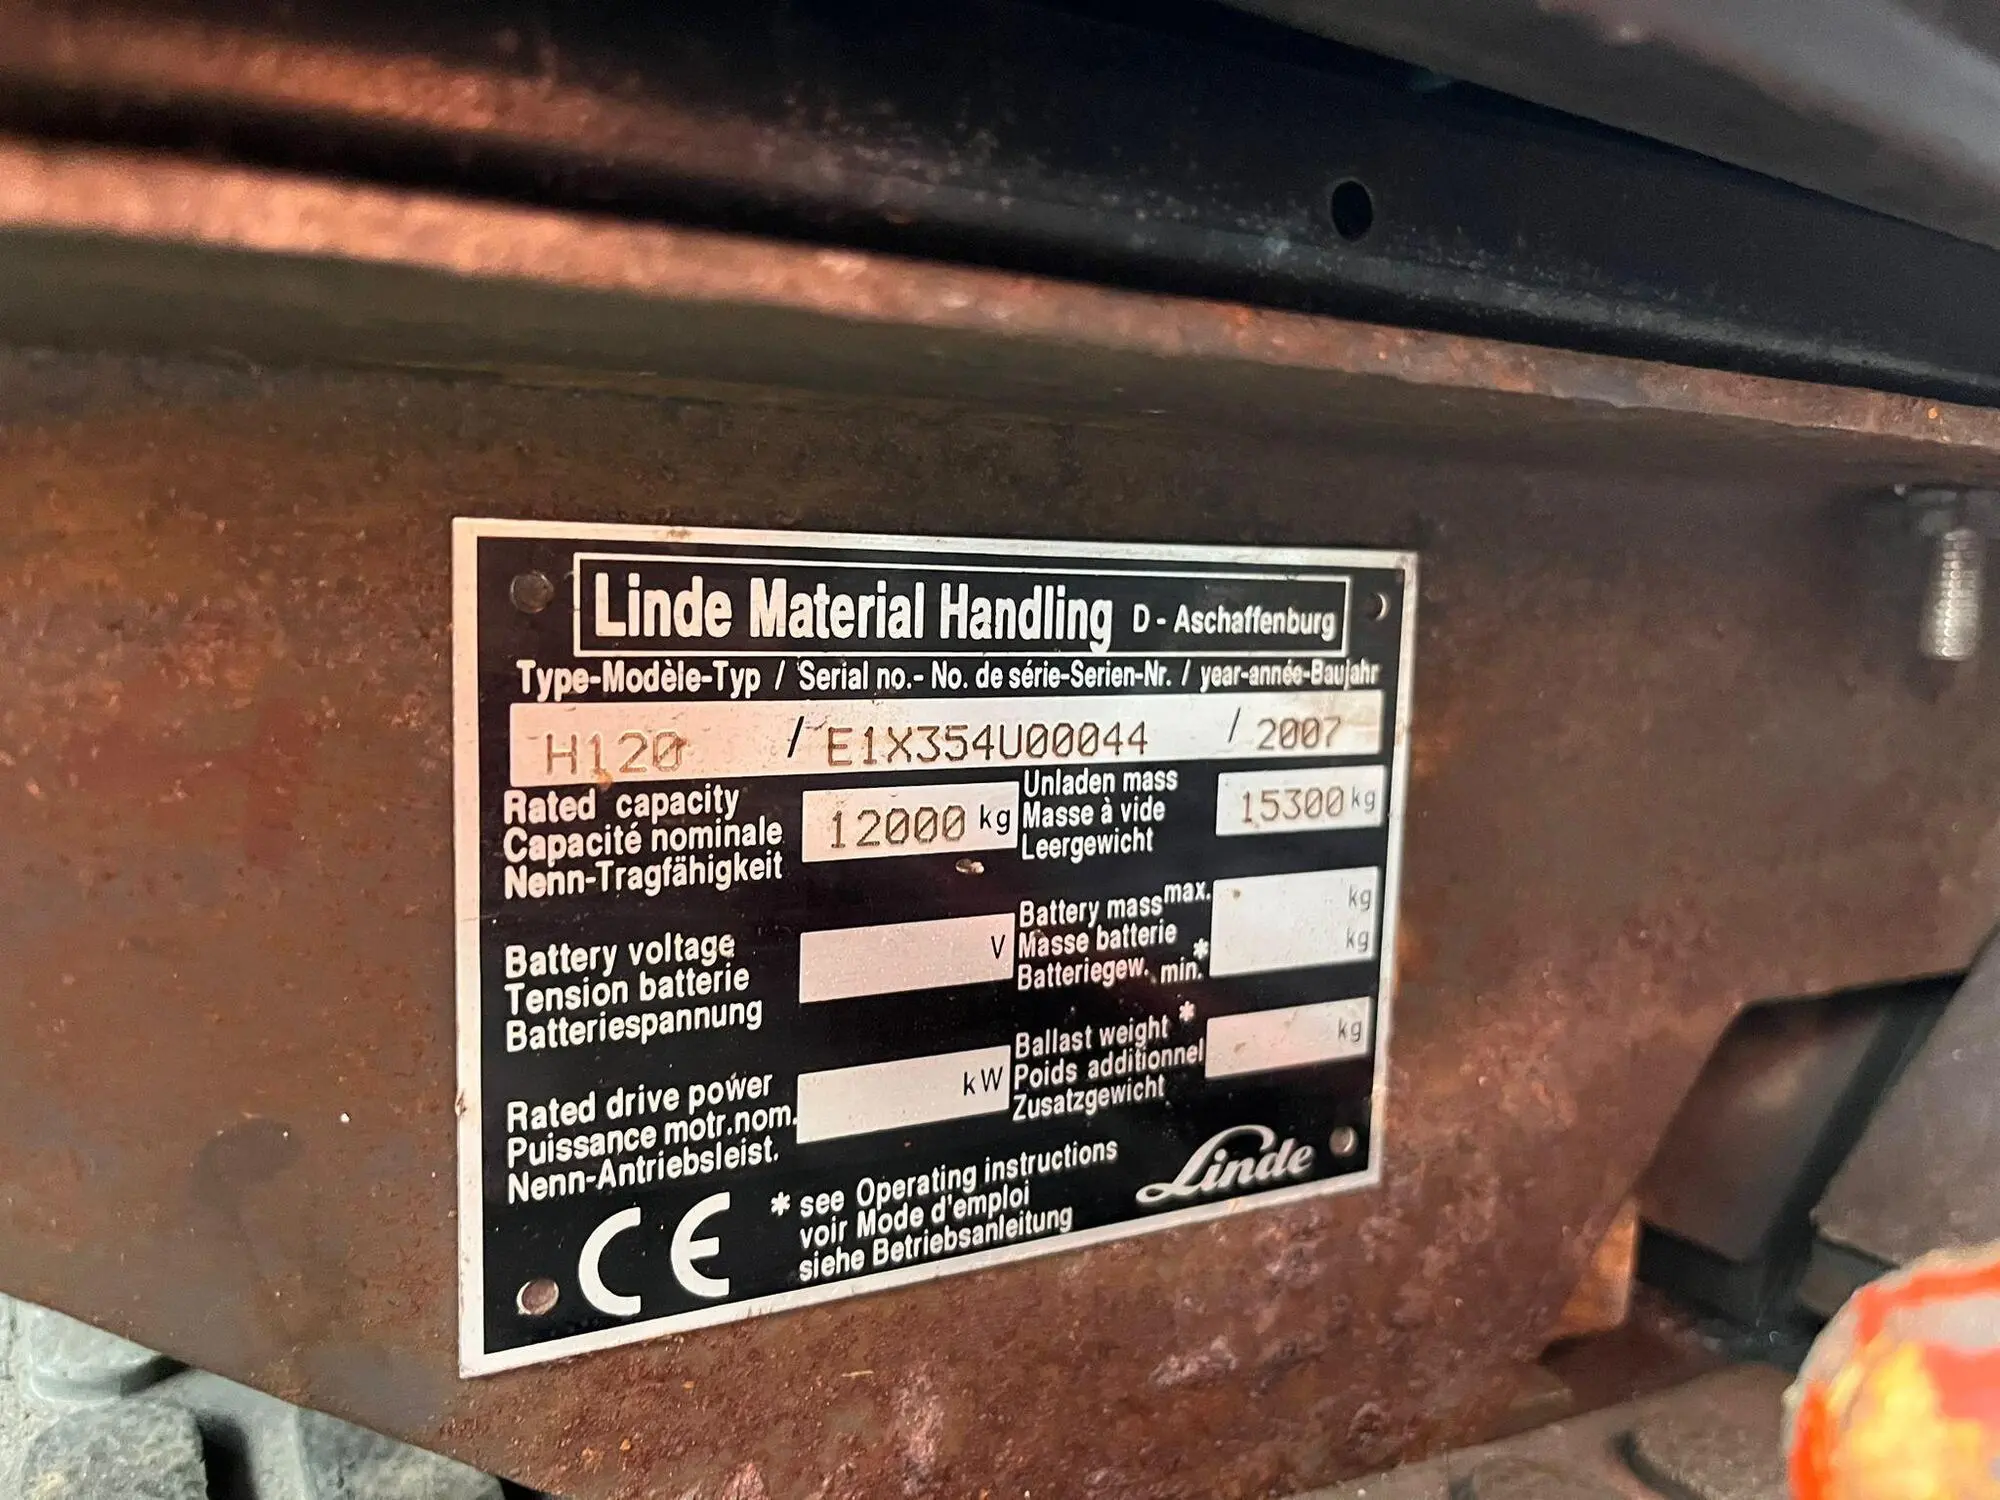 Linde Material Handling D - Aschaffenburg
Type-Modèle-Typ / Serial no.- No. de série-Serien-Nr. / year-année-Baujahr
H120 / E1X354U00044 / 2007
Rated capacity
Capacité nominale
Nenn-Tragfähigkeit
12000 kg
Unladen mass
Masse à vide
Leergewicht
15300 kg
Battery voltage
Tension batterie
Batteriespannung
V
Battery mass max. kg
Masse batterie
Batteriegew. min. * kg
Rated drive power
Puissance motr.nom.
Nenn-Antriebsleist.
kW
Ballast weight *
Poids additionnel
Zusatzgewicht
kg
CE
* see Operating instructions
voir Mode d'emploi
siehe Betriebsanleitung
Linde